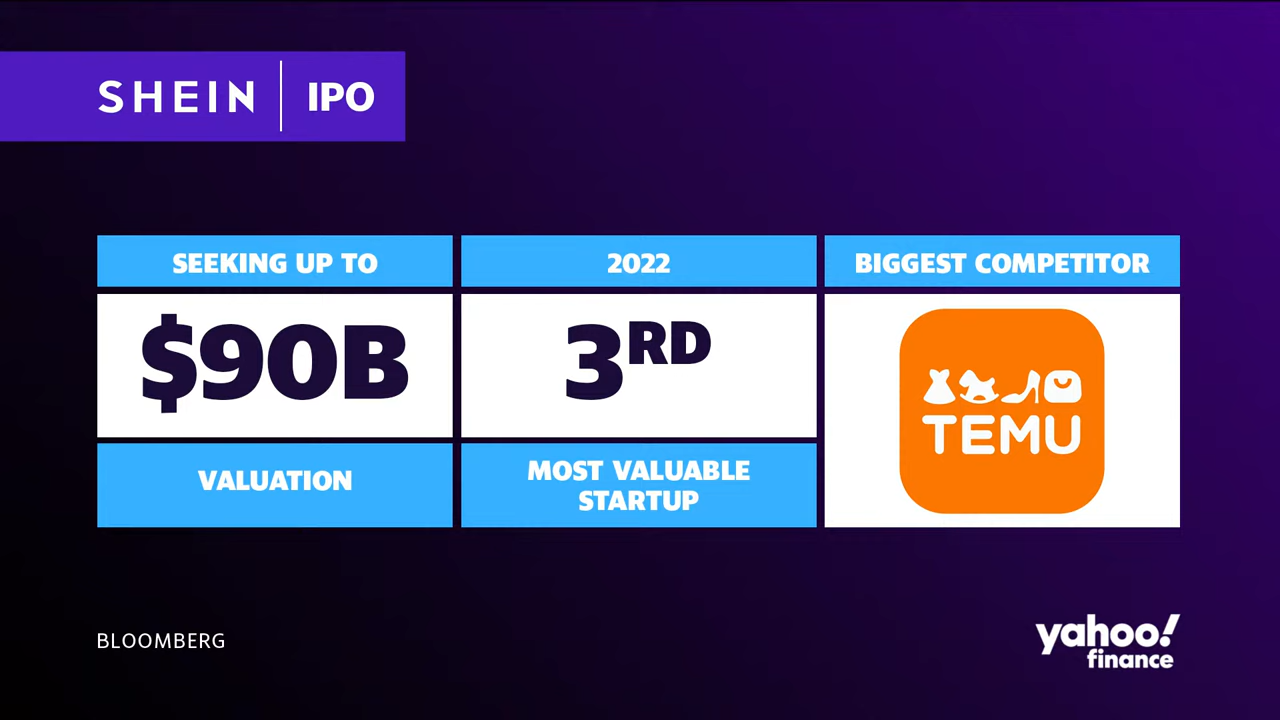 SHEIN | IPO
SEEKING UP TO
$90B
VALUATION
2022
3RD
MOST VALUABLE
STARTUP
BIGGEST COMPETITOR
TEMU
BLOOMBERG
yahoo!
finance